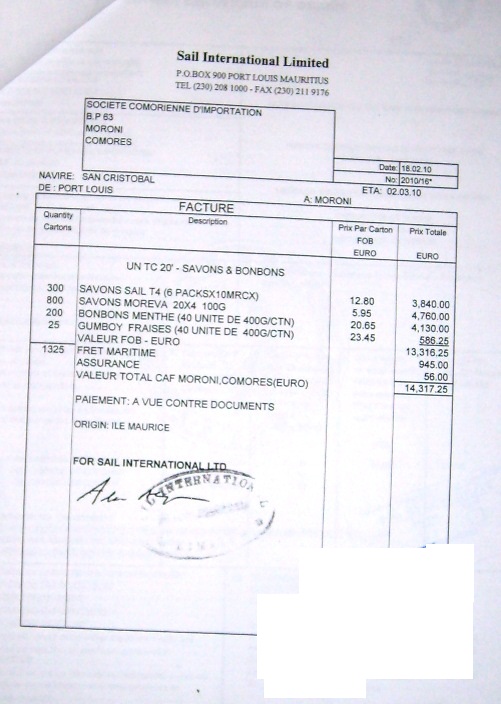 Sail International Limited
P.O.BOX 900 PORT LOUIS MAURITIUS
TEL (230) 208 1000 - FAX (230) 211 9176
SOCIETE COMORIENNE D'IMPORTATION
B.P 63
MORONI
COMORES
Date: 18.02.10
No: 2010/16*
NAVIRE: SAN CRISTOBAL ETA: 02.03.10
DE : PORT LOUIS A: MORONI
FACTURE
Quantity Cartons Description Prix Par Carton FOB EURO Prix Totale EURO
UN TC 20' - SAVONS & BONBONS
300 SAVONS SAIL T4 (6 PACKSX10MRCX) 12.80 3,840.00
800 SAVONS MOREVA 20X4 100G 5.95 4,760.00
200 BONBONS MENTHE (40 UNITE DE 400G/CTN) 20.65 4,130.00
25 GUMBOY FRAISES (40 UNITE DE 400G/CTN) 23.45 586.25
VALEUR FOB - EURO 13,316.25
1325 FRET MARITIME 945.00
ASSURANCE 56.00
VALEUR TOTAL CAF MORONI,COMORES(EURO) 14,317.25
PAIEMENT: A VUE CONTRE DOCUMENTS
ORIGIN: ILE MAURICE
FOR SAIL INTERNATIONAL LTD
INTERNATIONAL